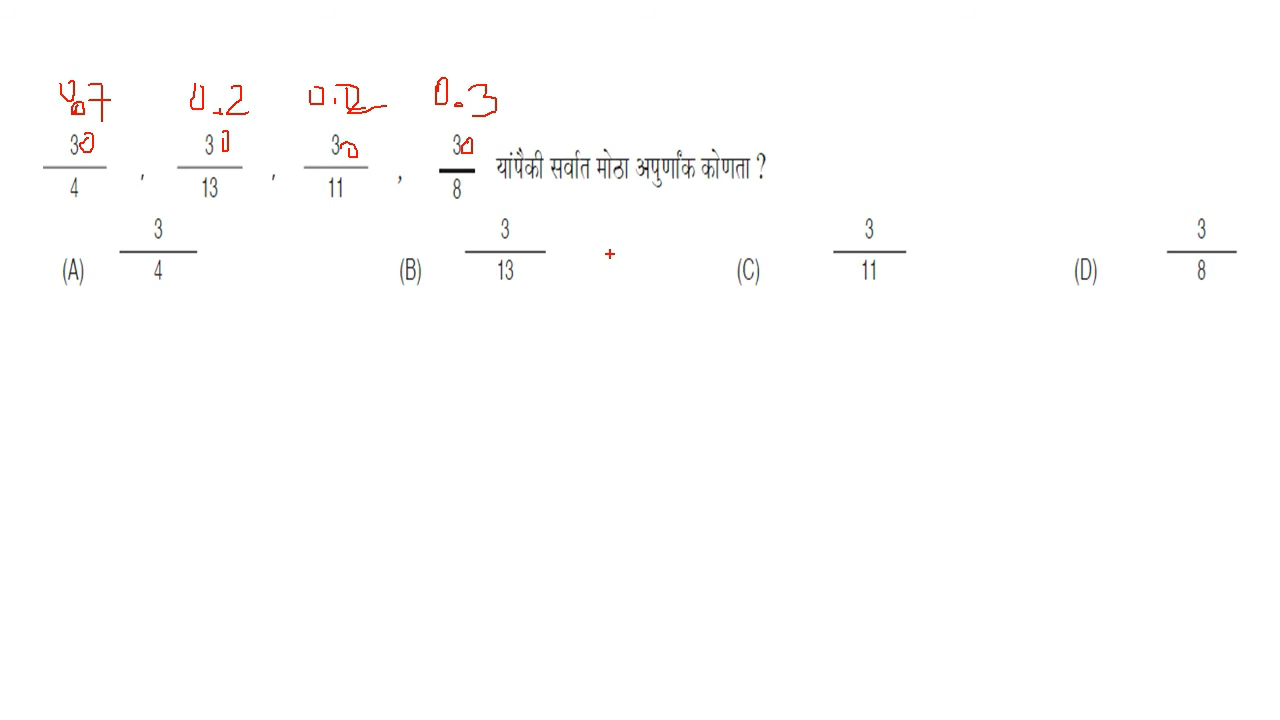 0.7 0.2 0.2 0.3
30/4 , 30/13 , 30/11 , 30/8 यांपैकी सर्वात मोठा अपुर्णांक कोणता ?
(A) 3/4 (B) 3/13 (C) 3/11 (D) 3/8